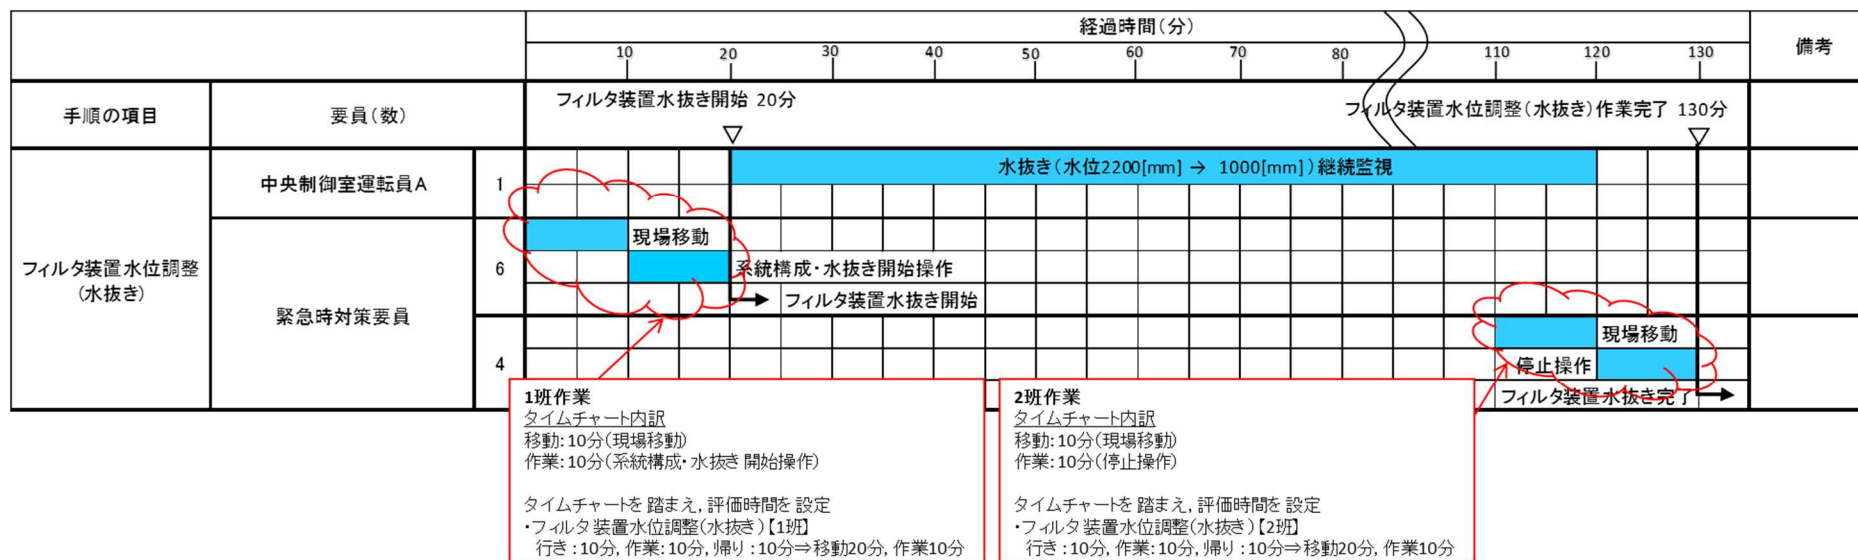 経過時間(分)
備考
10 20 30 40 50 60 70 80 110 120 130
手順の項目
要員(数)
フィルタ装置水抜き開始 20分
フィルタ装置水位調整(水抜き)作業完了 130分
フィルタ装置水位調整
(水抜き)
中央制御室運転員A
1
水抜き(水位2200[mm] → 1000[mm])継続監視
緊急時対策要員
6
現場移動
系統構成・水抜き開始操作
フィルタ装置水抜き開始
4
現場移動
停止操作
フィルタ装置水抜き完了
1班作業
タイムチャート内訳
移動:10分(現場移動)
作業:10分(系統構成・水抜き開始操作)
タイムチャートを踏まえ,評価時間を設定
・フィルタ装置水位調整(水抜き)【1班】
行き:10分,作業:10分,帰り:10分⇒移動20分,作業10分
2班作業
タイムチャート内訳
移動:10分(現場移動)
作業:10分(停止操作)
タイムチャートを踏まえ,評価時間を設定
・フィルタ装置水位調整(水抜き)【2班】
行き:10分,作業:10分,帰り:10分⇒移動20分,作業10分